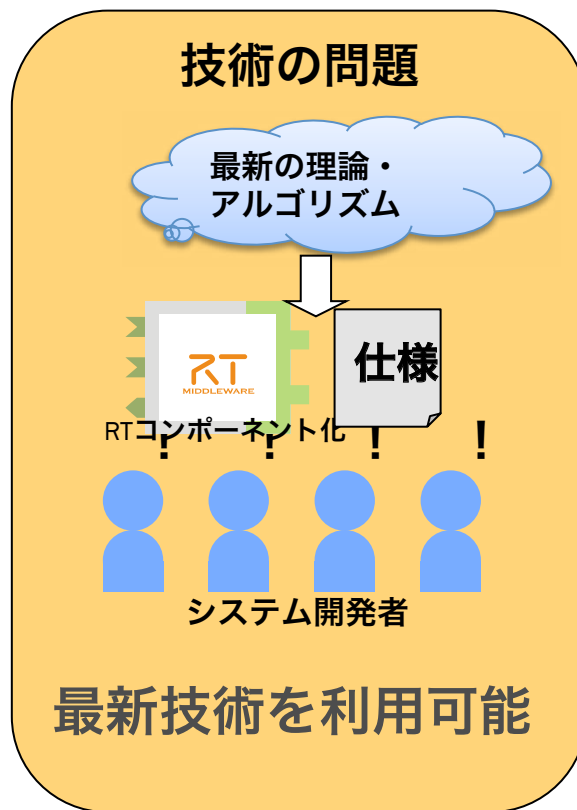 技術の問題
最新の理論・
アルゴリズム
RT
MIDDLEWARE
仕様
RTコンポーネント化
! ! ! !
システム開発者
最新技術を利用可能